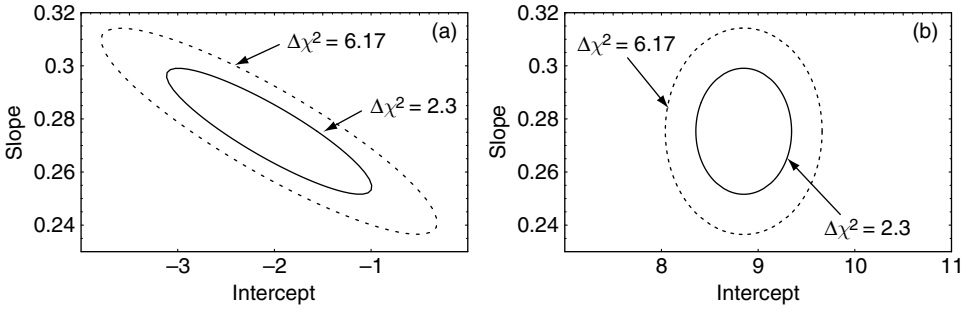 0.32
0.3
0.28
0.26
0.24
Slope
(a)
Δχ² = 6.17
Δχ² = 2.3
–3
–2
–1
Intercept
0.32
0.3
0.28
0.26
0.24
Slope
(b)
Δχ² = 6.17
Δχ² = 2.3
8
9
10
11
Intercept